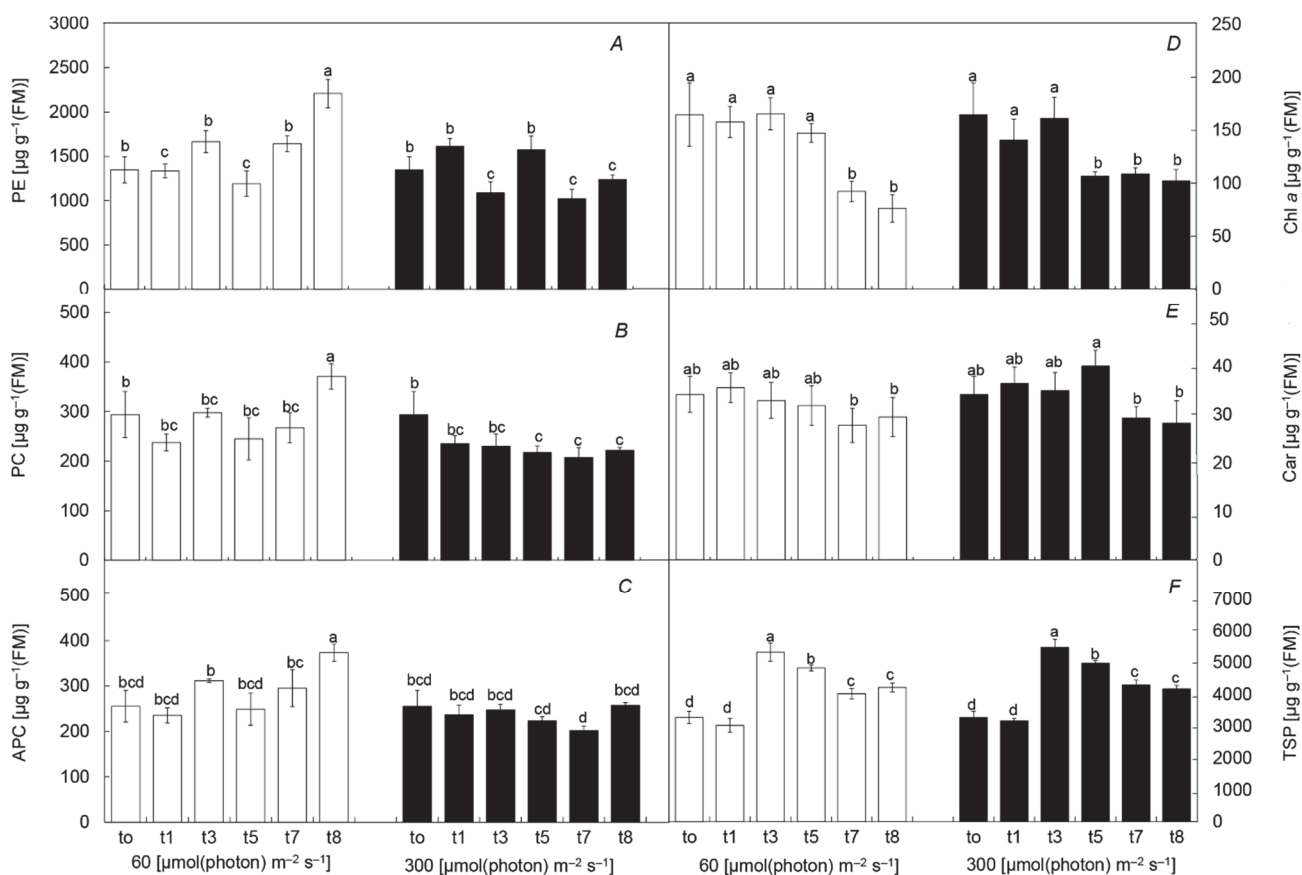 3000
2500
2000
1500
1000
500
0
PE [µg g⁻¹(FM)]
A
b c b c b a
b b c b c c
D
a a a a b b
a a a b b b
250
200
150
100
50
0
Chl a [µg g⁻¹(FM)]
500
400
300
200
100
0
PC [µg g⁻¹(FM)]
B
b bc bc bc bc a
b bc bc c c c
E
ab ab ab ab b b
ab ab ab a b b
50
40
30
20
10
0
Car [µg g⁻¹(FM)]
500
400
300
200
100
0
APC [µg g⁻¹(FM)]
C
bcd bcd b bcd bc a
bcd bcd bcd cd d bcd
F
d d a b c c
d d a b c c
7000
6000
5000
4000
3000
2000
1000
0
TSP [µg g⁻¹(FM)]
to t1 t3 t5 t7 t8 to t1 t3 t5 t7 t8 to t1 t3 t5 t7 t8 to t1 t3 t5 t7 t8
60 [µmol(photon) m⁻² s⁻¹] 300 [µmol(photon) m⁻² s⁻¹] 60 [µmol(photon) m⁻² s⁻¹] 300 [µmol(photon) m⁻² s⁻¹]